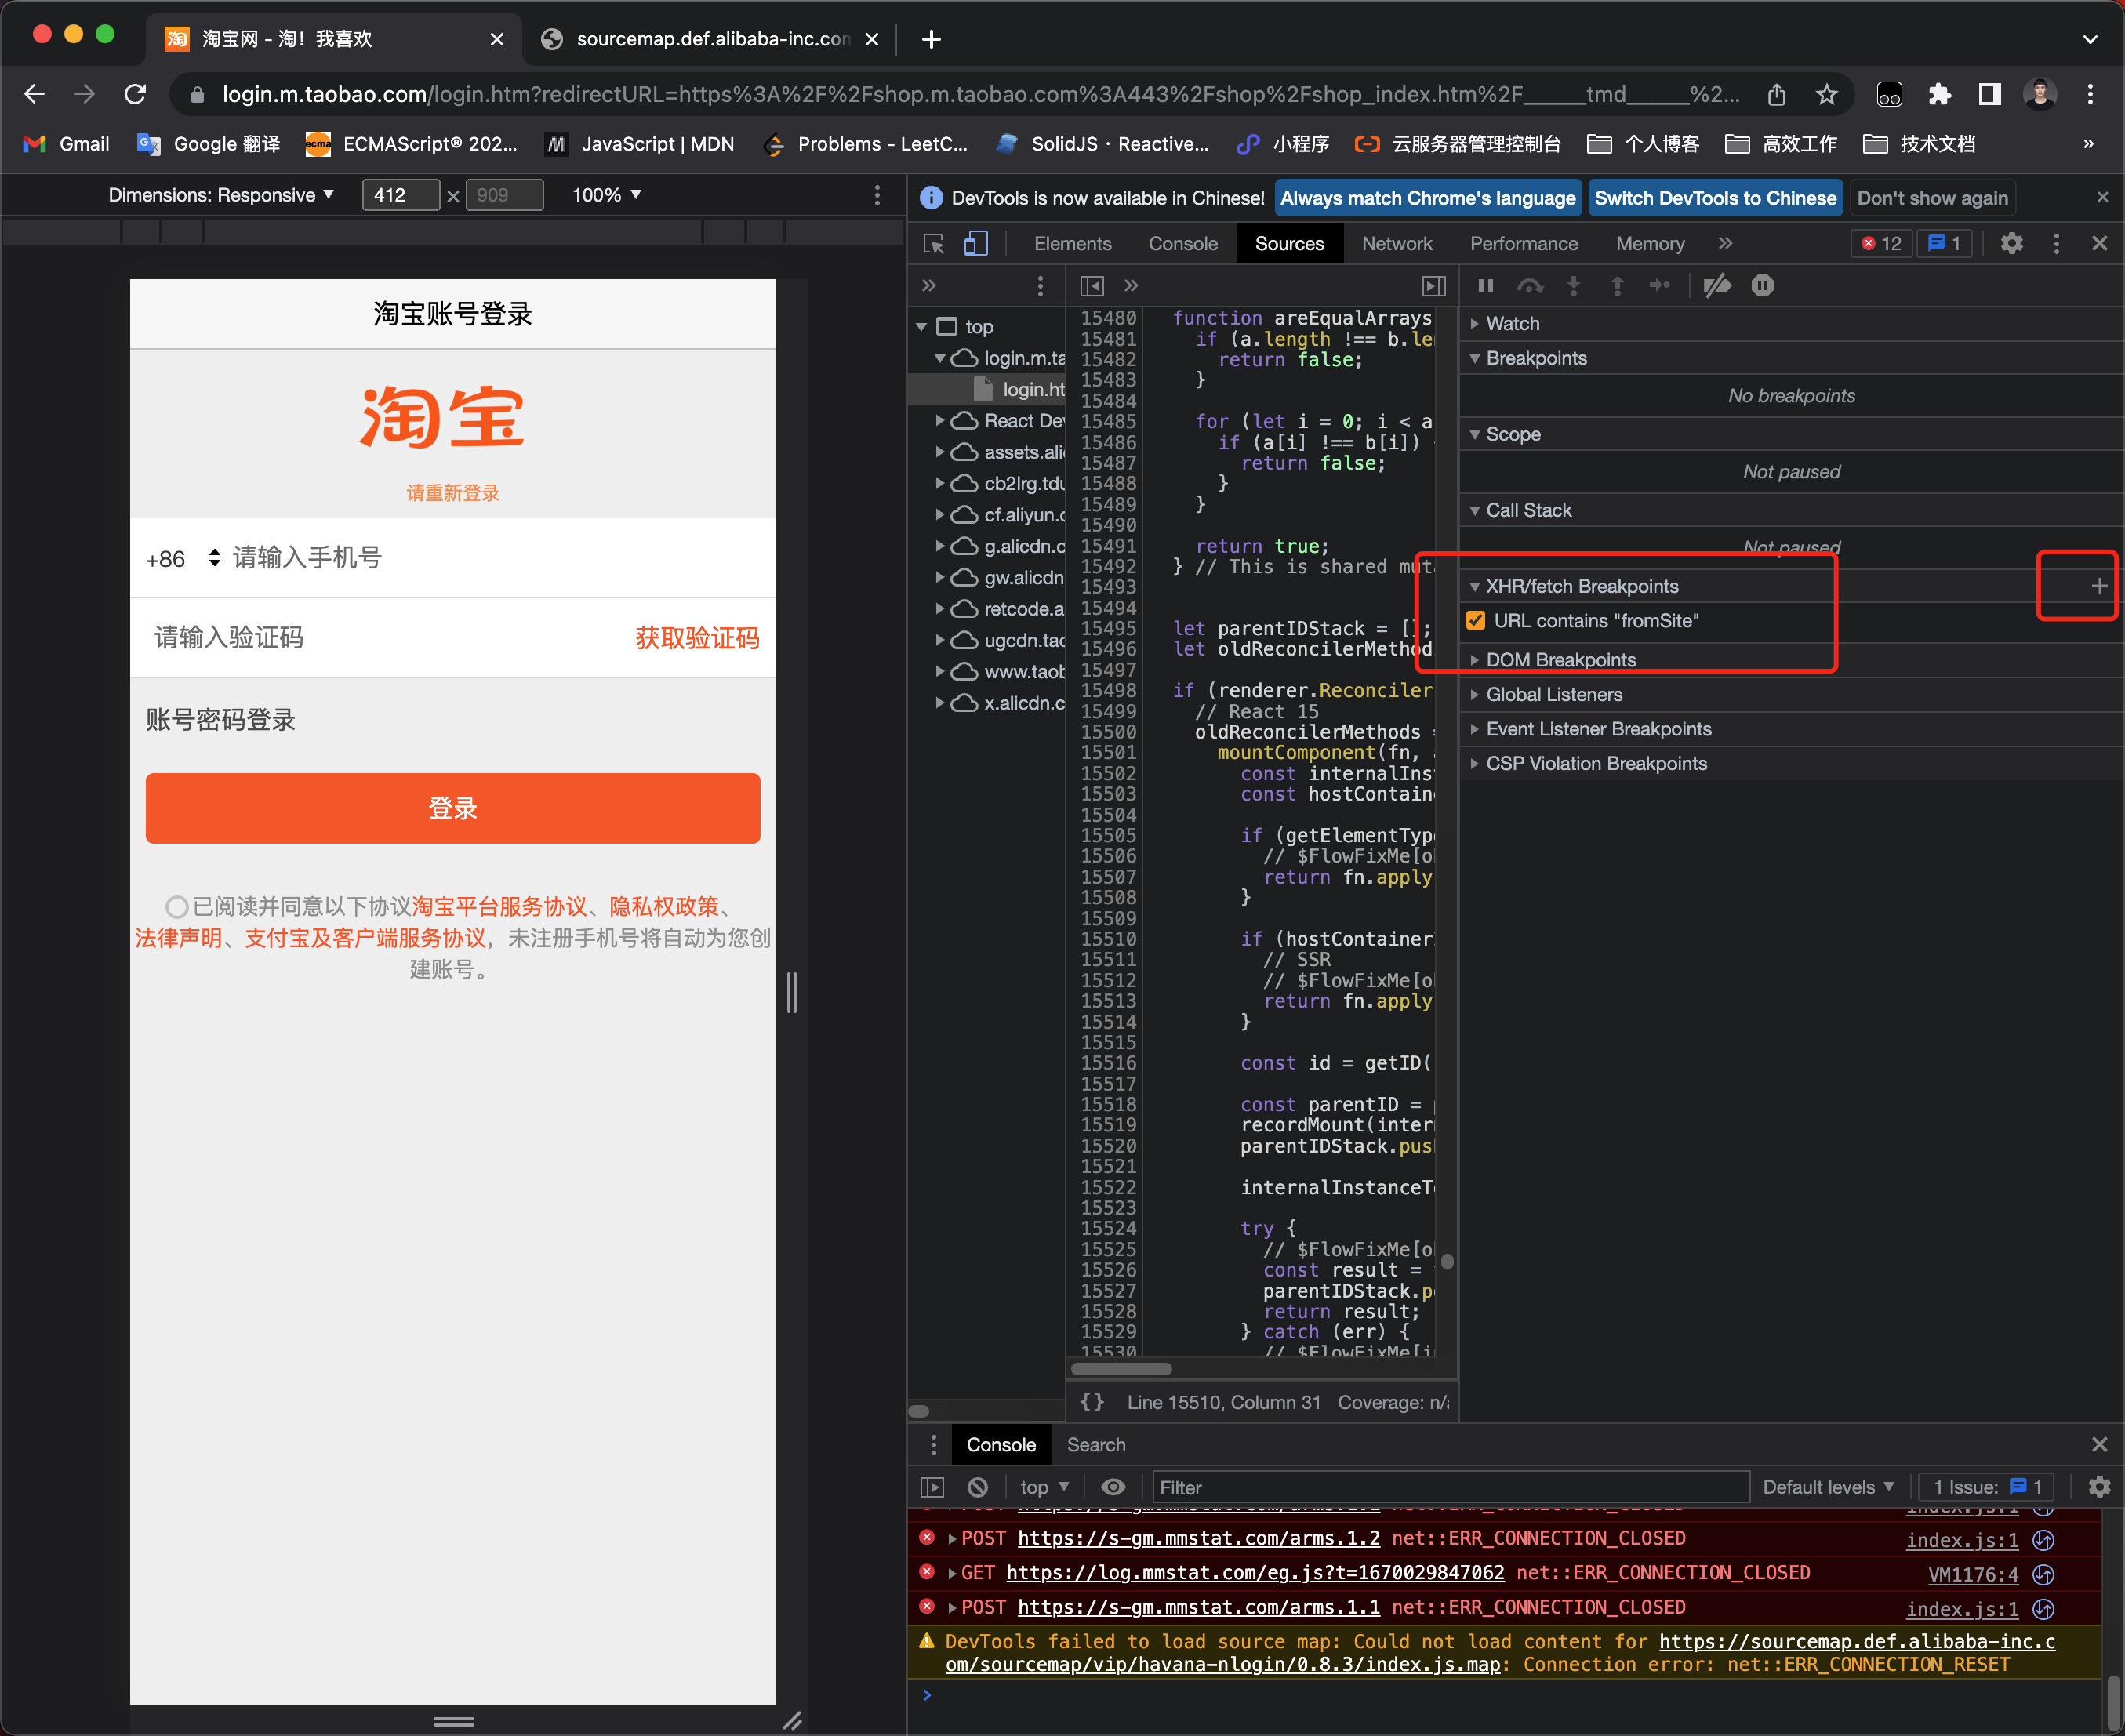 淘宝网 - 淘！我喜欢
sourcemap.def.alibaba-inc.com
login.m.taobao.com/login.htm?redirectURL=https%3A%2F%2Fshop.m.taobao.com%3A443%2Fshop%2Fshop_index.htm%2F_____tmd_____%2...
Gmail
Google 翻译
ECMAScript® 202...
JavaScript | MDN
Problems - LeetC...
SolidJS · Reactive...
小程序
云服务器管理控制台
个人博客
高效工作
技术文档
Dimensions: Responsive
412 × 909
100%
淘宝账号登录
淘宝
请重新登录
+86 请输入手机号
请输入验证码 获取验证码
账号密码登录
登录
已阅读并同意以下协议淘宝平台服务协议、隐私权政策、
法律声明、支付宝及客户端服务协议，未注册手机号将自动为您创
建账号。
DevTools is now available in Chinese! Always match Chrome's language Switch DevTools to Chinese Don't show again
Elements Console Sources Network Performance Memory 12 1
top
login.m.ta
login.ht
React De
assets.ali
cb2lrg.tdu
cf.aliyun.c
g.alicdn.c
gw.alicdn
retcode.a
ugcdn.tao
www.taob
x.alicdn.c
15480 function areEqualArrays
15481 if (a.length !== b.le
15482 return false;
15483 }
15484
15485 for (let i = 0; i < a
15486 if (a[i] !== b[i])
15487 return false;
15488 }
15489 }
15490
15491 return true;
15492 } // This is shared mut
15493
15494
15495 let parentIDStack = [];
15496 let oldReconcilerMethod
15497
15498 if (renderer.Reconciler
15499 // React 15
15500 oldReconcilerMethods =
15501 mountComponent(fn,
15502 const internalIns
15503 const hostContain
15504
15505 if (getElementTyp
15506 // $FlowFixMe[o
15507 return fn.apply
15508 }
15509
15510 if (hostContainer
15511 // SSR
15512 // $FlowFixMe[o
15513 return fn.apply
15514 }
15515
15516 const id = getID(
15517
15518 const parentID =
15519 recordMount(inter
15520 parentIDStack.pus
15521
15522 internalInstanceT
15523
15524 try {
15525 // $FlowFixMe[o
15526 const result =
15527 parentIDStack.p
15528 return result;
15529 } catch (err) {
15530 // $FlowFixMe[i
{} Line 15510, Column 31 Coverage: n/a
Watch
Breakpoints
No breakpoints
Scope
Not paused
Call Stack
Not paused
XHR/fetch Breakpoints
URL contains "fromSite"
DOM Breakpoints
Global Listeners
Event Listener Breakpoints
CSP Violation Breakpoints
Console Search
top Filter Default levels 1 Issue: 1
POST https://s-gm.mmstat.com/arms.1.1 net::ERR_CONNECTION_CLOSED index.js:1
POST https://s-gm.mmstat.com/arms.1.2 net::ERR_CONNECTION_CLOSED index.js:1
GET https://log.mmstat.com/eg.js?t=1670029847062 net::ERR_CONNECTION_CLOSED VM1176:4
POST https://s-gm.mmstat.com/arms.1.1 net::ERR_CONNECTION_CLOSED index.js:1
DevTools failed to load source map: Could not load content for https://sourcemap.def.alibaba-inc.c
om/sourcemap/vip/havana-nlogin/0.8.3/index.js.map: Connection error: net::ERR_CONNECTION_RESET